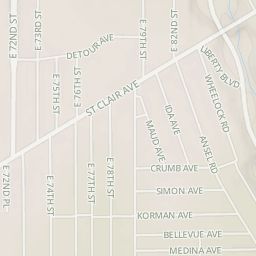 E 72ND ST
E 73RD ST
DETOUR AVE
E 79TH ST
E 82ND ST
LIBERTY BLVD
WHEELOCK RD
E 75TH ST
E 76TH ST
ST CLAIR AVE
IDA AVE
MAUD AVE
ANSEL RD
E 72ND PL
E 74TH ST
E 77TH ST
E 78TH ST
CRUMB AVE
SIMON AVE
KORMAN AVE
BELLEVUE AVE
MEDINA AVE